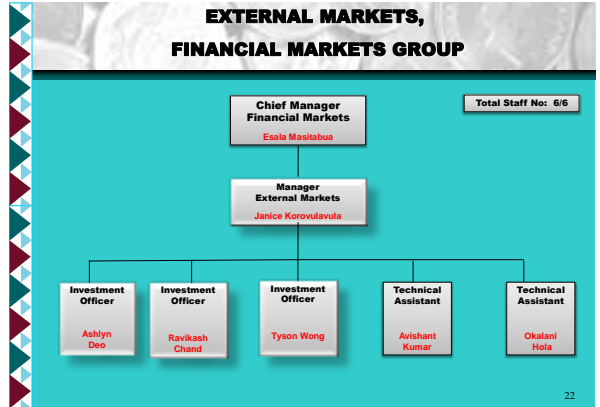 EXTERNAL MARKETS,
FINANCIAL MARKETS GROUP
Total Staff No: 6/6
Chief Manager
Financial Markets
Esala Masitabua
Manager
External Markets
Janice Korovulavula
Investment
Officer
Ashlyn
Deo
Investment
Officer
Ravikash
Chand
Investment
Officer
Tyson Wong
Technical
Assistant
Avishant
Kumar
Technical
Assistant
Okalani
Hola
22